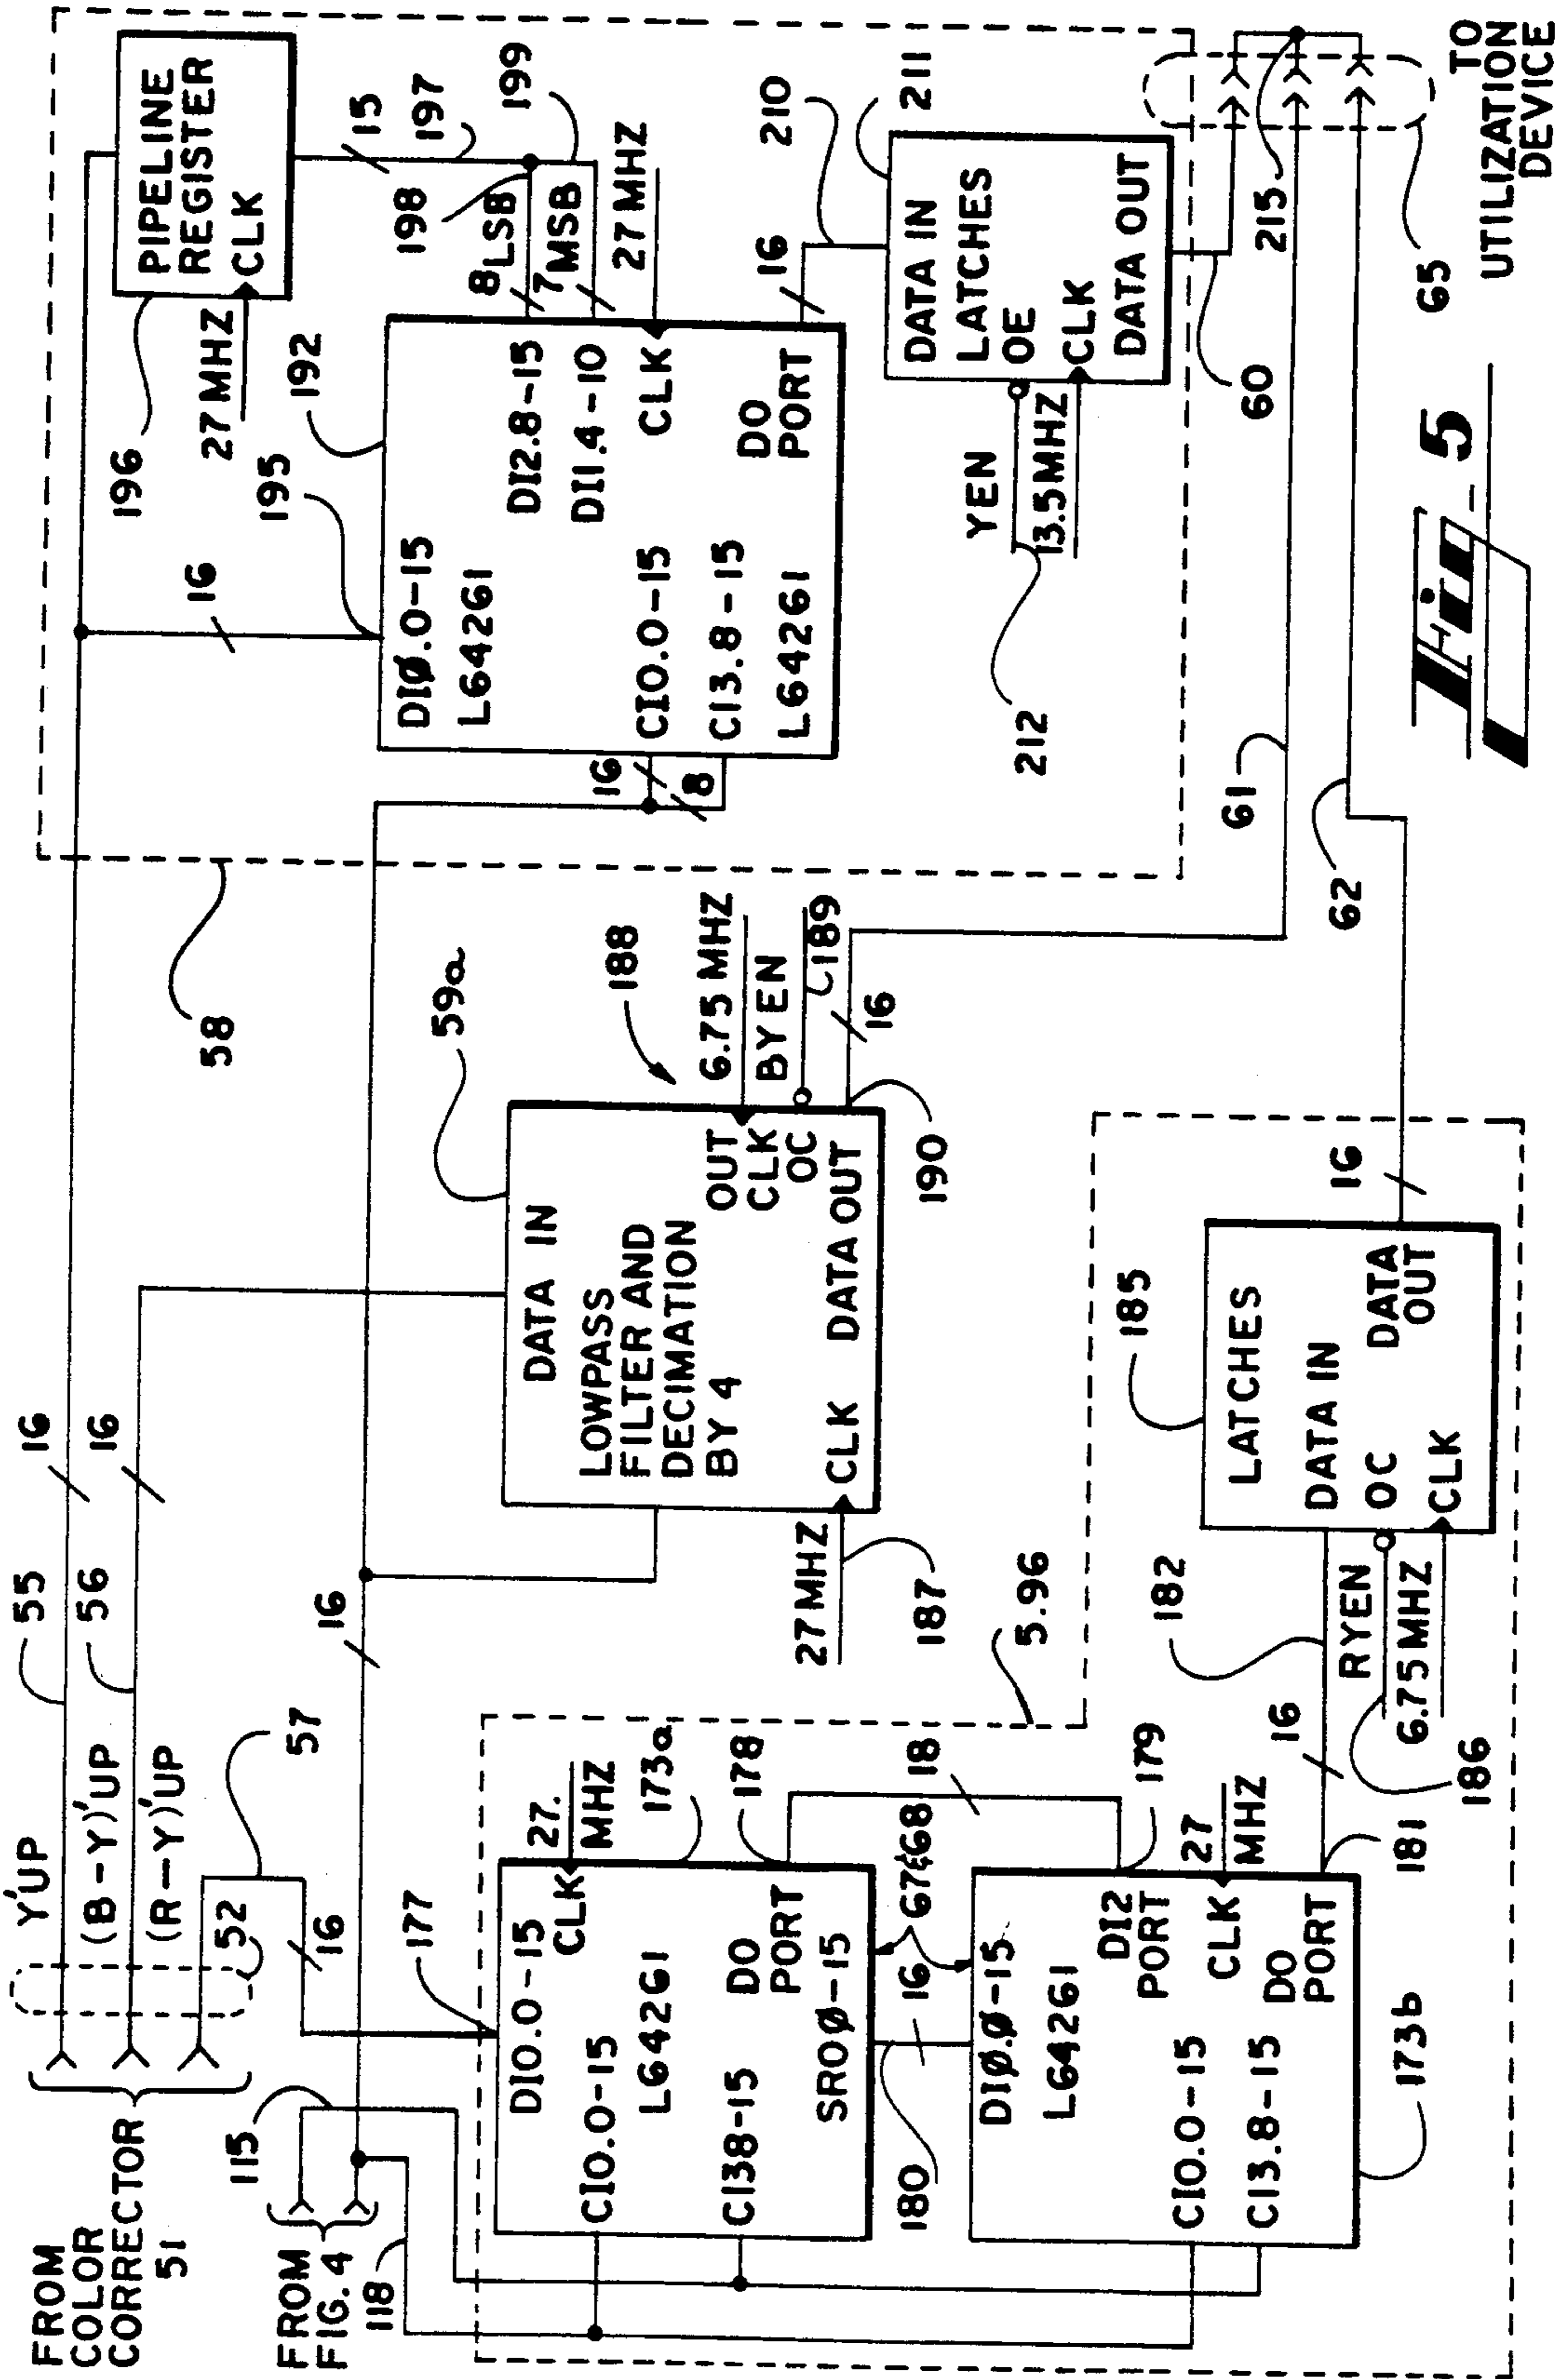 FROM
COLOR
CORRECTOR
51
Y'UP
(B-Y)'UP
(R-Y)'UP
52
55
56
57
16
16
16
FROM
FIG. 4
115
118
16
177
DI0.0-15
CLK
27.
MHZ
CI0.0-15
L64261
CI38-15
DO
PORT
SRO0-15
173a
178
18
67&68
16
180
DIØ.Ø-15
L64261
DI2
PORT
CLK
CI0.0-15
DO
PORT
CI3.8-15
179
27
MHZ
181
173b
5.96
16
182
RYEN
6.75 MHZ
186
LATCHES
DATA IN
OC
DATA
OUT
CLK
185
16
27 MHZ
187
DATA IN
LOWPASS
FILTER AND
DECIMATION
BY 4
OUT
CLK
OC
CLK DATA OUT
59a
188
6.75 MHZ
BYEN
189
16
190
58
16
8
16
195
192
DIØ.0-15
L64261
DI2.8-15
DI1.4-10
CI0.0-15
CLK
CI3.8-15
DO
PORT
L64261
196
27 MHZ
PIPELINE
REGISTER
CLK
15
197
198
199
8 LSB
7 MSB
27 MHZ
16
210
211
DATA IN
LATCHES
OE
CLK
DATA OUT
YEN
13.5 MHZ
212
60
61
62
215
65
TO
UTILIZATION
DEVICE
Fig_5